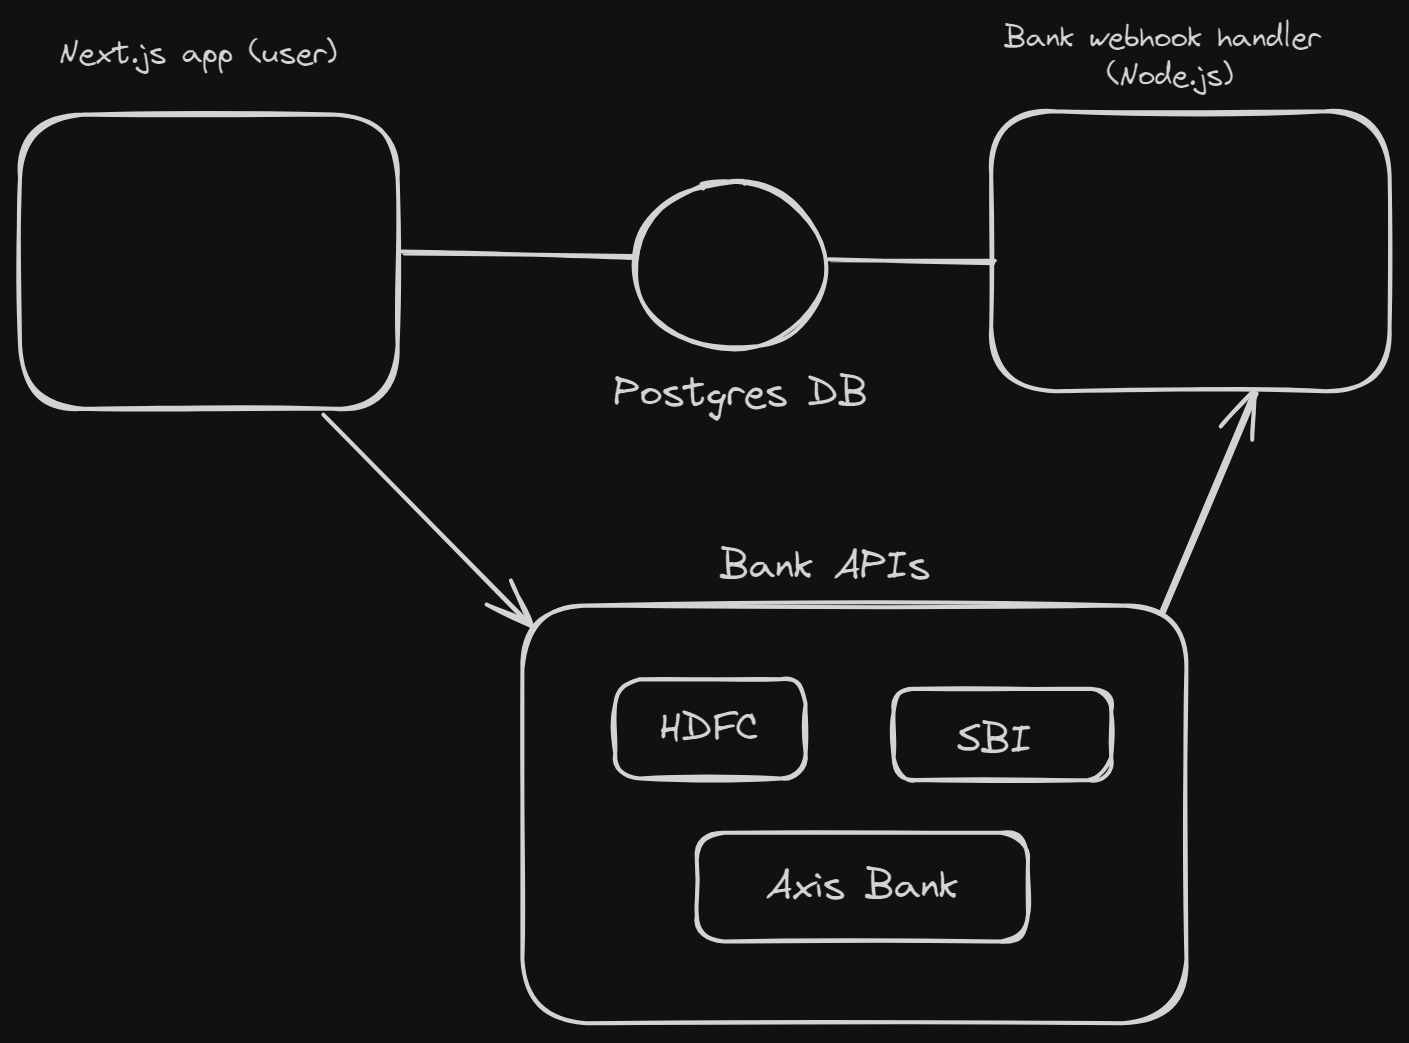 Next.js app (user)
Bank webhook handler
(Node.js)
Postgres DB
Bank APIs
HDFC
SBI
Axis Bank